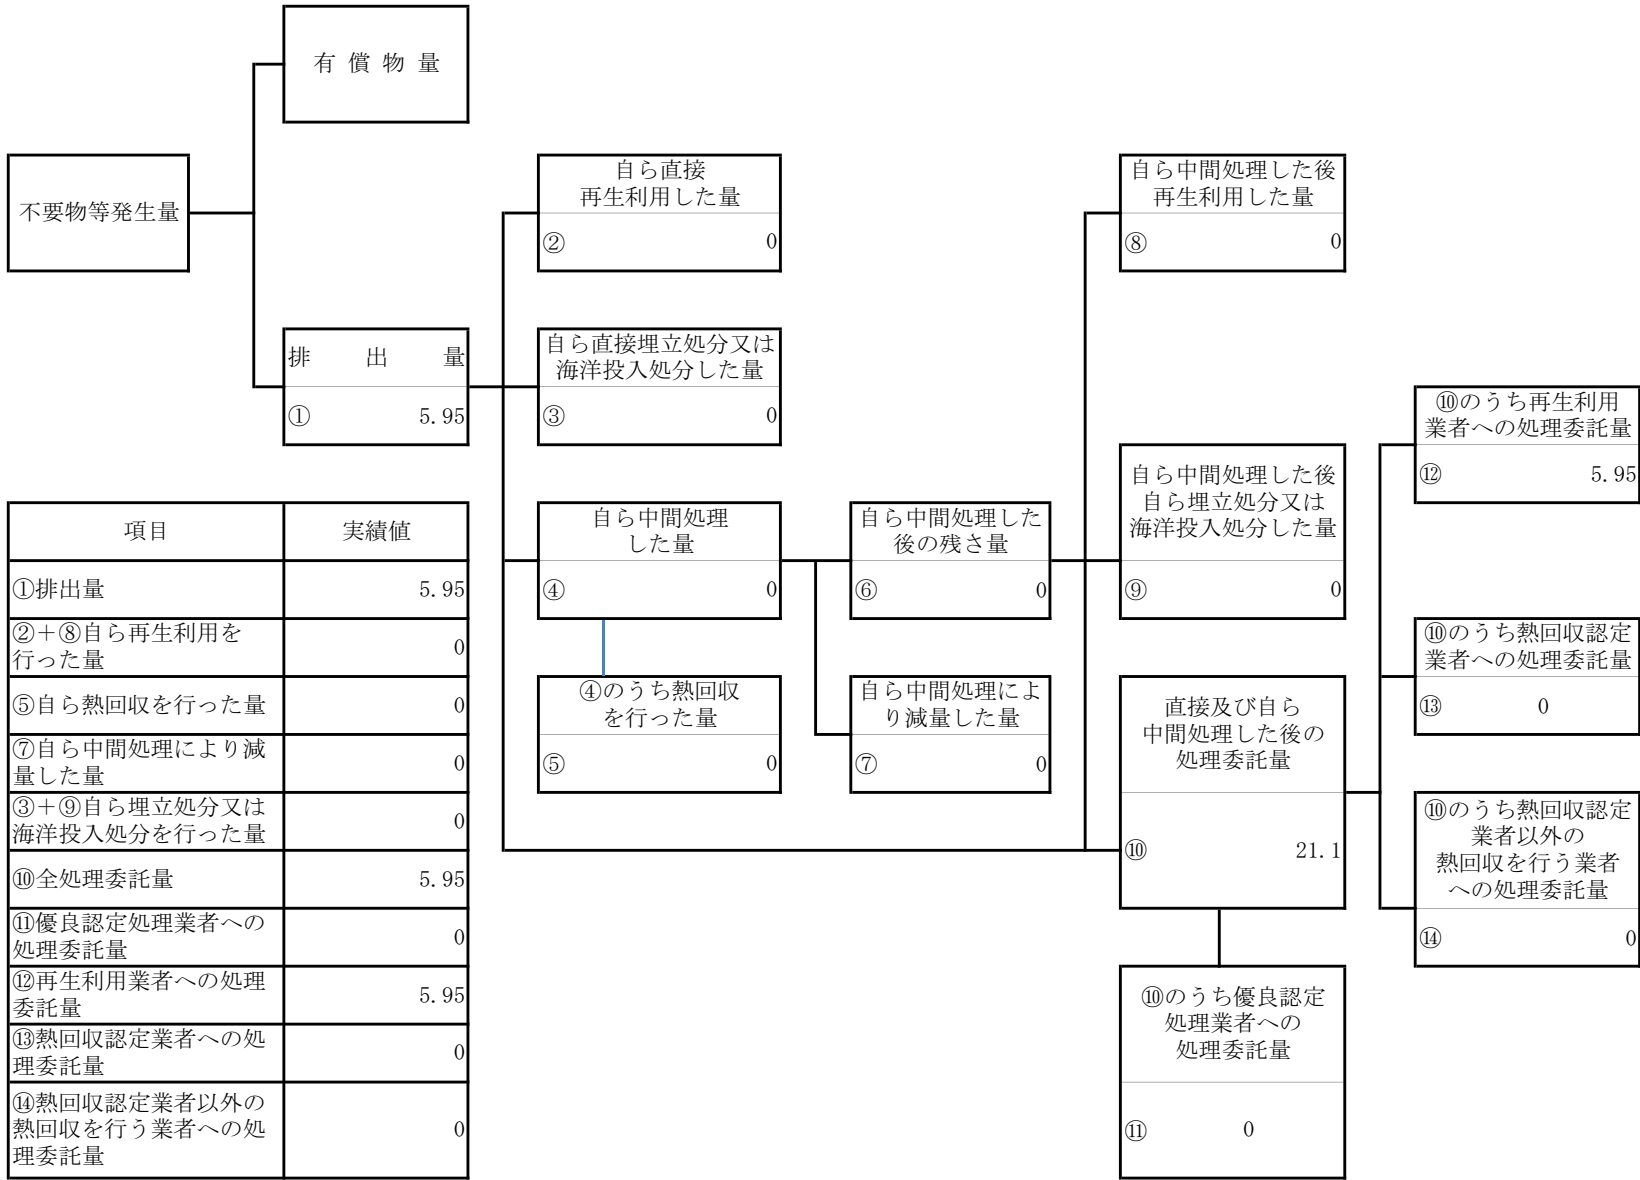 有 償 物 量
不要物等発生量
排 出 量
① 5.95
自ら直接
再生利用した量
② 0
自ら直接埋立処分又は
海洋投入処分した量
③ 0
自ら中間処理
した量
④ 0
④のうち熱回収
を行った量
⑤ 0
自ら中間処理した
後の残さ量
⑥ 0
自ら中間処理によ
り減量した量
⑦ 0
自ら中間処理した後
再生利用した量
⑧ 0
自ら中間処理した後
自ら埋立処分又は
海洋投入処分した量
⑨ 0
直接及び自ら
中間処理した後の
処理委託量
⑩ 21.1
⑩のうち優良認定
処理業者への
処理委託量
⑪ 0
⑩のうち再生利用
業者への処理委託量
⑫ 5.95
⑩のうち熱回収認定
業者への処理委託量
⑬ 0
⑩のうち熱回収認定
業者以外の
熱回収を行う業者
への処理委託量
⑭ 0
項目 実績値
①排出量 5.95
②＋⑧自ら再生利用を
行った量 0
⑤自ら熱回収を行った量 0
⑦自ら中間処理により減
量した量 0
③＋⑨自ら埋立処分又は
海洋投入処分を行った量 0
⑩全処理委託量 5.95
⑪優良認定処理業者への
処理委託量 0
⑫再生利用業者への処理
委託量 5.95
⑬熱回収認定業者への処
理委託量 0
⑭熱回収認定業者以外の
熱回収を行う業者への処
理委託量 0